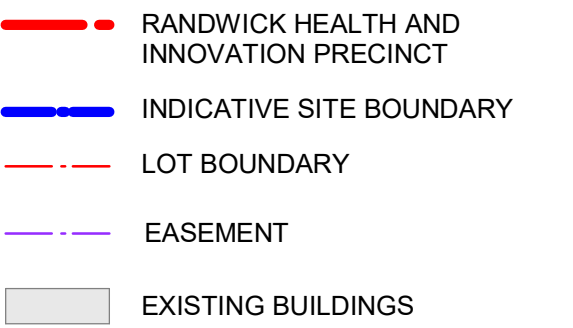 RANDWICK HEALTH AND
INNOVATION PRECINCT
INDICATIVE SITE BOUNDARY
LOT BOUNDARY
EASEMENT
EXISTING BUILDINGS